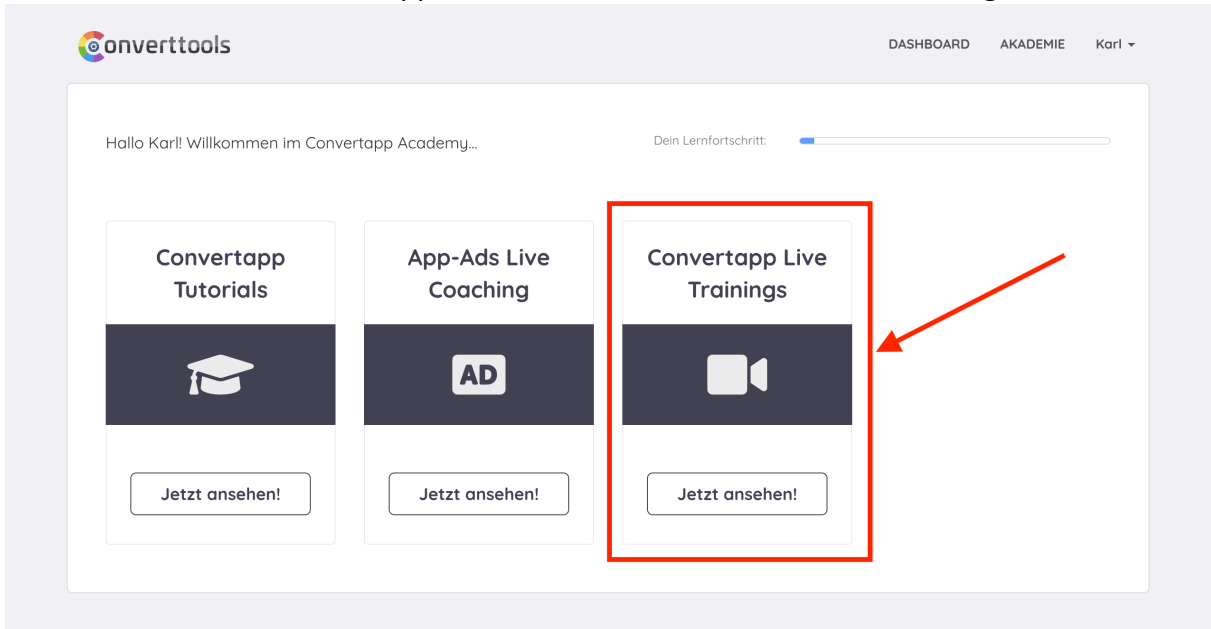 Converttools
DASHBOARD AKADEMIE Karl
Hallo Karl! Willkommen im Convertapp Academy...
Dein Lernfortschritt:
Convertapp
Tutorials
App-Ads Live
Coaching
Convertapp Live
Trainings
AD
Jetzt ansehen!
Jetzt ansehen!
Jetzt ansehen!